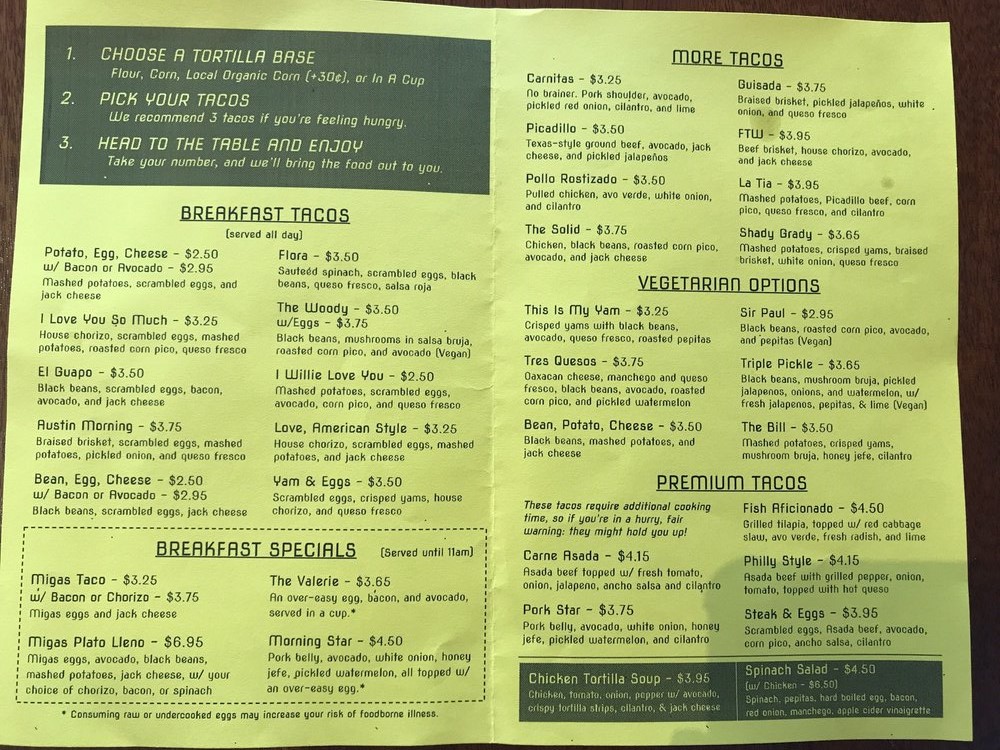 1. CHOOSE A TORTILLA BASE
Flour, Corn, Local Organic Corn (+30¢), or In A Cup
2. PICK YOUR TACOS
We recommend 3 tacos if you're feeling hungry.
3. HEAD TO THE TABLE AND ENJOY
Take your number, and we'll bring the food out to you.
BREAKFAST TACOS
(served all day)
Potato, Egg, Cheese - $2.50
w/ Bacon or Avocado - $2.95
Mashed potatoes, scrambled eggs, and
jack cheese
I Love You So Much - $3.25
House chorizo, scrambled eggs, mashed
potatoes, roasted corn pico, queso fresco
El Guapo - $3.50
Black beans, scrambled eggs, bacon,
avocado, and jack cheese
Austin Morning - $3.75
Braised brisket, scrambled eggs, mashed
potatoes, pickled onion, and queso fresco
Bean, Egg, Cheese - $2.50
w/ Bacon or Avocado - $2.95
Black beans, scrambled eggs, jack cheese
Flora - $3.50
Sauteéd spinach, scrambled eggs, black
beans, queso fresco, salsa roja
The Woody - $3.50
w/Eggs - $3.75
Black beans, mushrooms in salsa bruja,
roasted corn pico, and avocado (Vegan)
I Willie Love You - $2.50
Mashed potatoes, scrambled eggs,
avocado, corn pico, and queso fresco
Love, American Style - $3.25
House chorizo, scrambled eggs, mashed
potatoes, and jack cheese
Yam & Eggs - $3.50
Scrambled eggs, crisped yams, house
chorizo, and queso fresco
BREAKFAST SPECIALS (Served until 11am)
Migas Taco - $3.25
w/ Bacon or Chorizo - $3.75
Migas eggs and jack cheese
Migas Plato Lleno - $6.95
Migas eggs, avocado, black beans,
mashed potatoes, jack cheese, w/ your
choice of chorizo, bacon, or spinach
The Valerie - $3.65
An over-easy egg, bacon, and avocado,
served in a cup.*
Morning Star - $4.50
Pork belly, avocado, white onion, honey
jefe, pickled watermelon, all topped w/
an over-easy egg.*
* Consuming raw or undercooked eggs may increase your risk of foodborne illness.
MORE TACOS
Carnitas - $3.25
No brainer. Pork shoulder, avocado,
pickled red onion, cilantro, and lime
Picadillo - $3.50
Texas-style ground beef, avocado, jack
cheese, and pickled jalapeños
Pollo Rostizado - $3.50
Pulled chicken, avo verde, white onion,
and cilantro
The Solid - $3.75
Chicken, black beans, roasted corn pico,
avocado, and jack cheese
Guisada - $3.75
Braised brisket, pickled jalapeños, white
onion, and queso fresco
FTW - $3.95
Beef brisket, house chorizo, avocado,
and jack cheese
La Tia - $3.95
Mashed potatoes, Picadillo beef, corn
pico, queso fresco, and cilantro
Shady Grady - $3.65
Mashed potatoes, crisped yams, braised
brisket, white onion, queso fresco
VEGETARIAN OPTIONS
This Is My Yam - $3.25
Crisped yams with black beans,
avocado, queso fresco, roasted pepitas
Tres Quesos - $3.75
Oaxacan cheese, manchego and queso
fresco, black beans, avocado, roasted
corn pico, and pickled watermelon
Bean, Potato, Cheese - $3.50
Black beans, mashed potatoes, and
jack cheese
Sir Paul - $2.95
Black beans, roasted corn pico, avocado,
and pepitas (Vegan)
Triple Pickle - $3.65
Black beans, mushroom bruja, pickled
jalapenos, onions, and watermelon, w/
fresh jalapenos, pepitas, & lime (Vegan)
The Bill - $3.50
Mashed potatoes, crisped yams,
mushroom bruja, honey jefe, cilantro
PREMIUM TACOS
These tacos require additional cooking
time, so if you're in a hurry, fair
warning: they might hold you up!
Carne Asada - $4.15
Asada beef topped w/ fresh tomato,
onion, jalapeno, ancho salsa and cilantro
Pork Star - $3.75
Pork belly, avocado, white onion, honey
jefe, pickled watermelon, and cilantro
Fish Aficionado - $4.50
Grilled tilapia, topped w/ red cabbage
slaw, avo verde, fresh radish, and lime
Philly Style - $4.15
Asada beef with grilled pepper, onion,
tomato, topped with hot queso
Steak & Eggs - $3.95
Scrambled eggs, Asada beef, avocado,
corn pico, ancho salsa, cilantro
Chicken Tortilla Soup - $3.95
Chicken, tomato, onion, pepper w/ avocado,
crispy tortilla strips, cilantro, & jack cheese
Spinach Salad - $4.50
(w/ Chicken - $6.50)
Spinach, pepitas, hard boiled egg, bacon,
red onion, manchego, apple cider vinaigrette